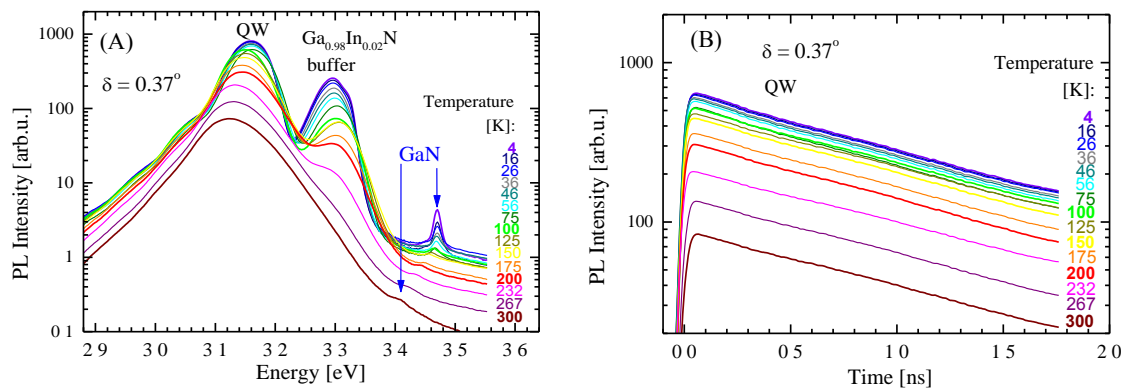 (A)
QW
Ga0.98In0.02N
buffer
δ = 0.37°
Temperature
[K]:
4
16
26
36
46
56
75
100
125
150
175
200
232
267
300
GaN
1000
100
10
1
0 1
PL Intensity [arb.u.]
2 9 3 0 3 1 3 2 3 3 3 4 3 5 3 6
Energy [eV]
(B)
δ = 0.37°
QW
Temperature
[K]:
4
16
26
36
46
56
75
100
125
150
175
200
232
267
300
1000
100
PL Intensity [arb.u.]
0 0 0 5 1 0 1 5 2 0
Time [ns]